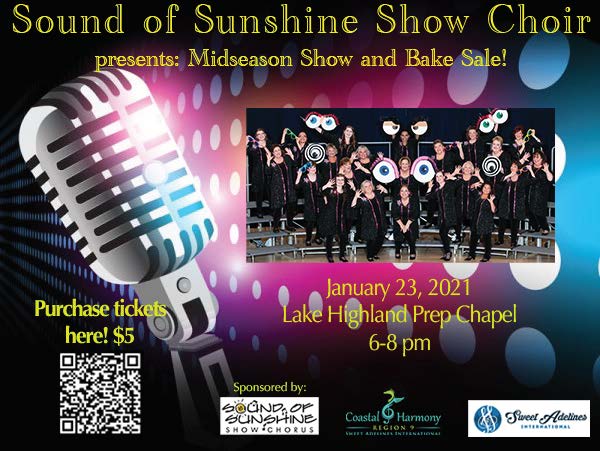 Sound of Sunshine Show Choir
presents: Midseason Show and Bake Sale!
January 23, 2021
Lake Highland Prep Chapel
6-8 pm
Purchase tickets
here! $5
Sponsored by:
SOUND OF
SUNSHINE
SHOW•CHORUS
Coastal Harmony
REGION 9
SWEET ADELINES INTERNATIONAL
Sweet Adelines
INTERNATIONAL